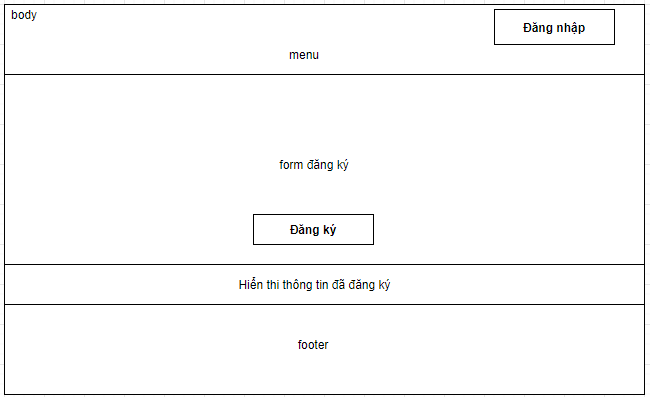 body
Đăng nhập
menu
form đăng ký
Đăng ký
Hiển thi thông tin đã đăng ký
footer